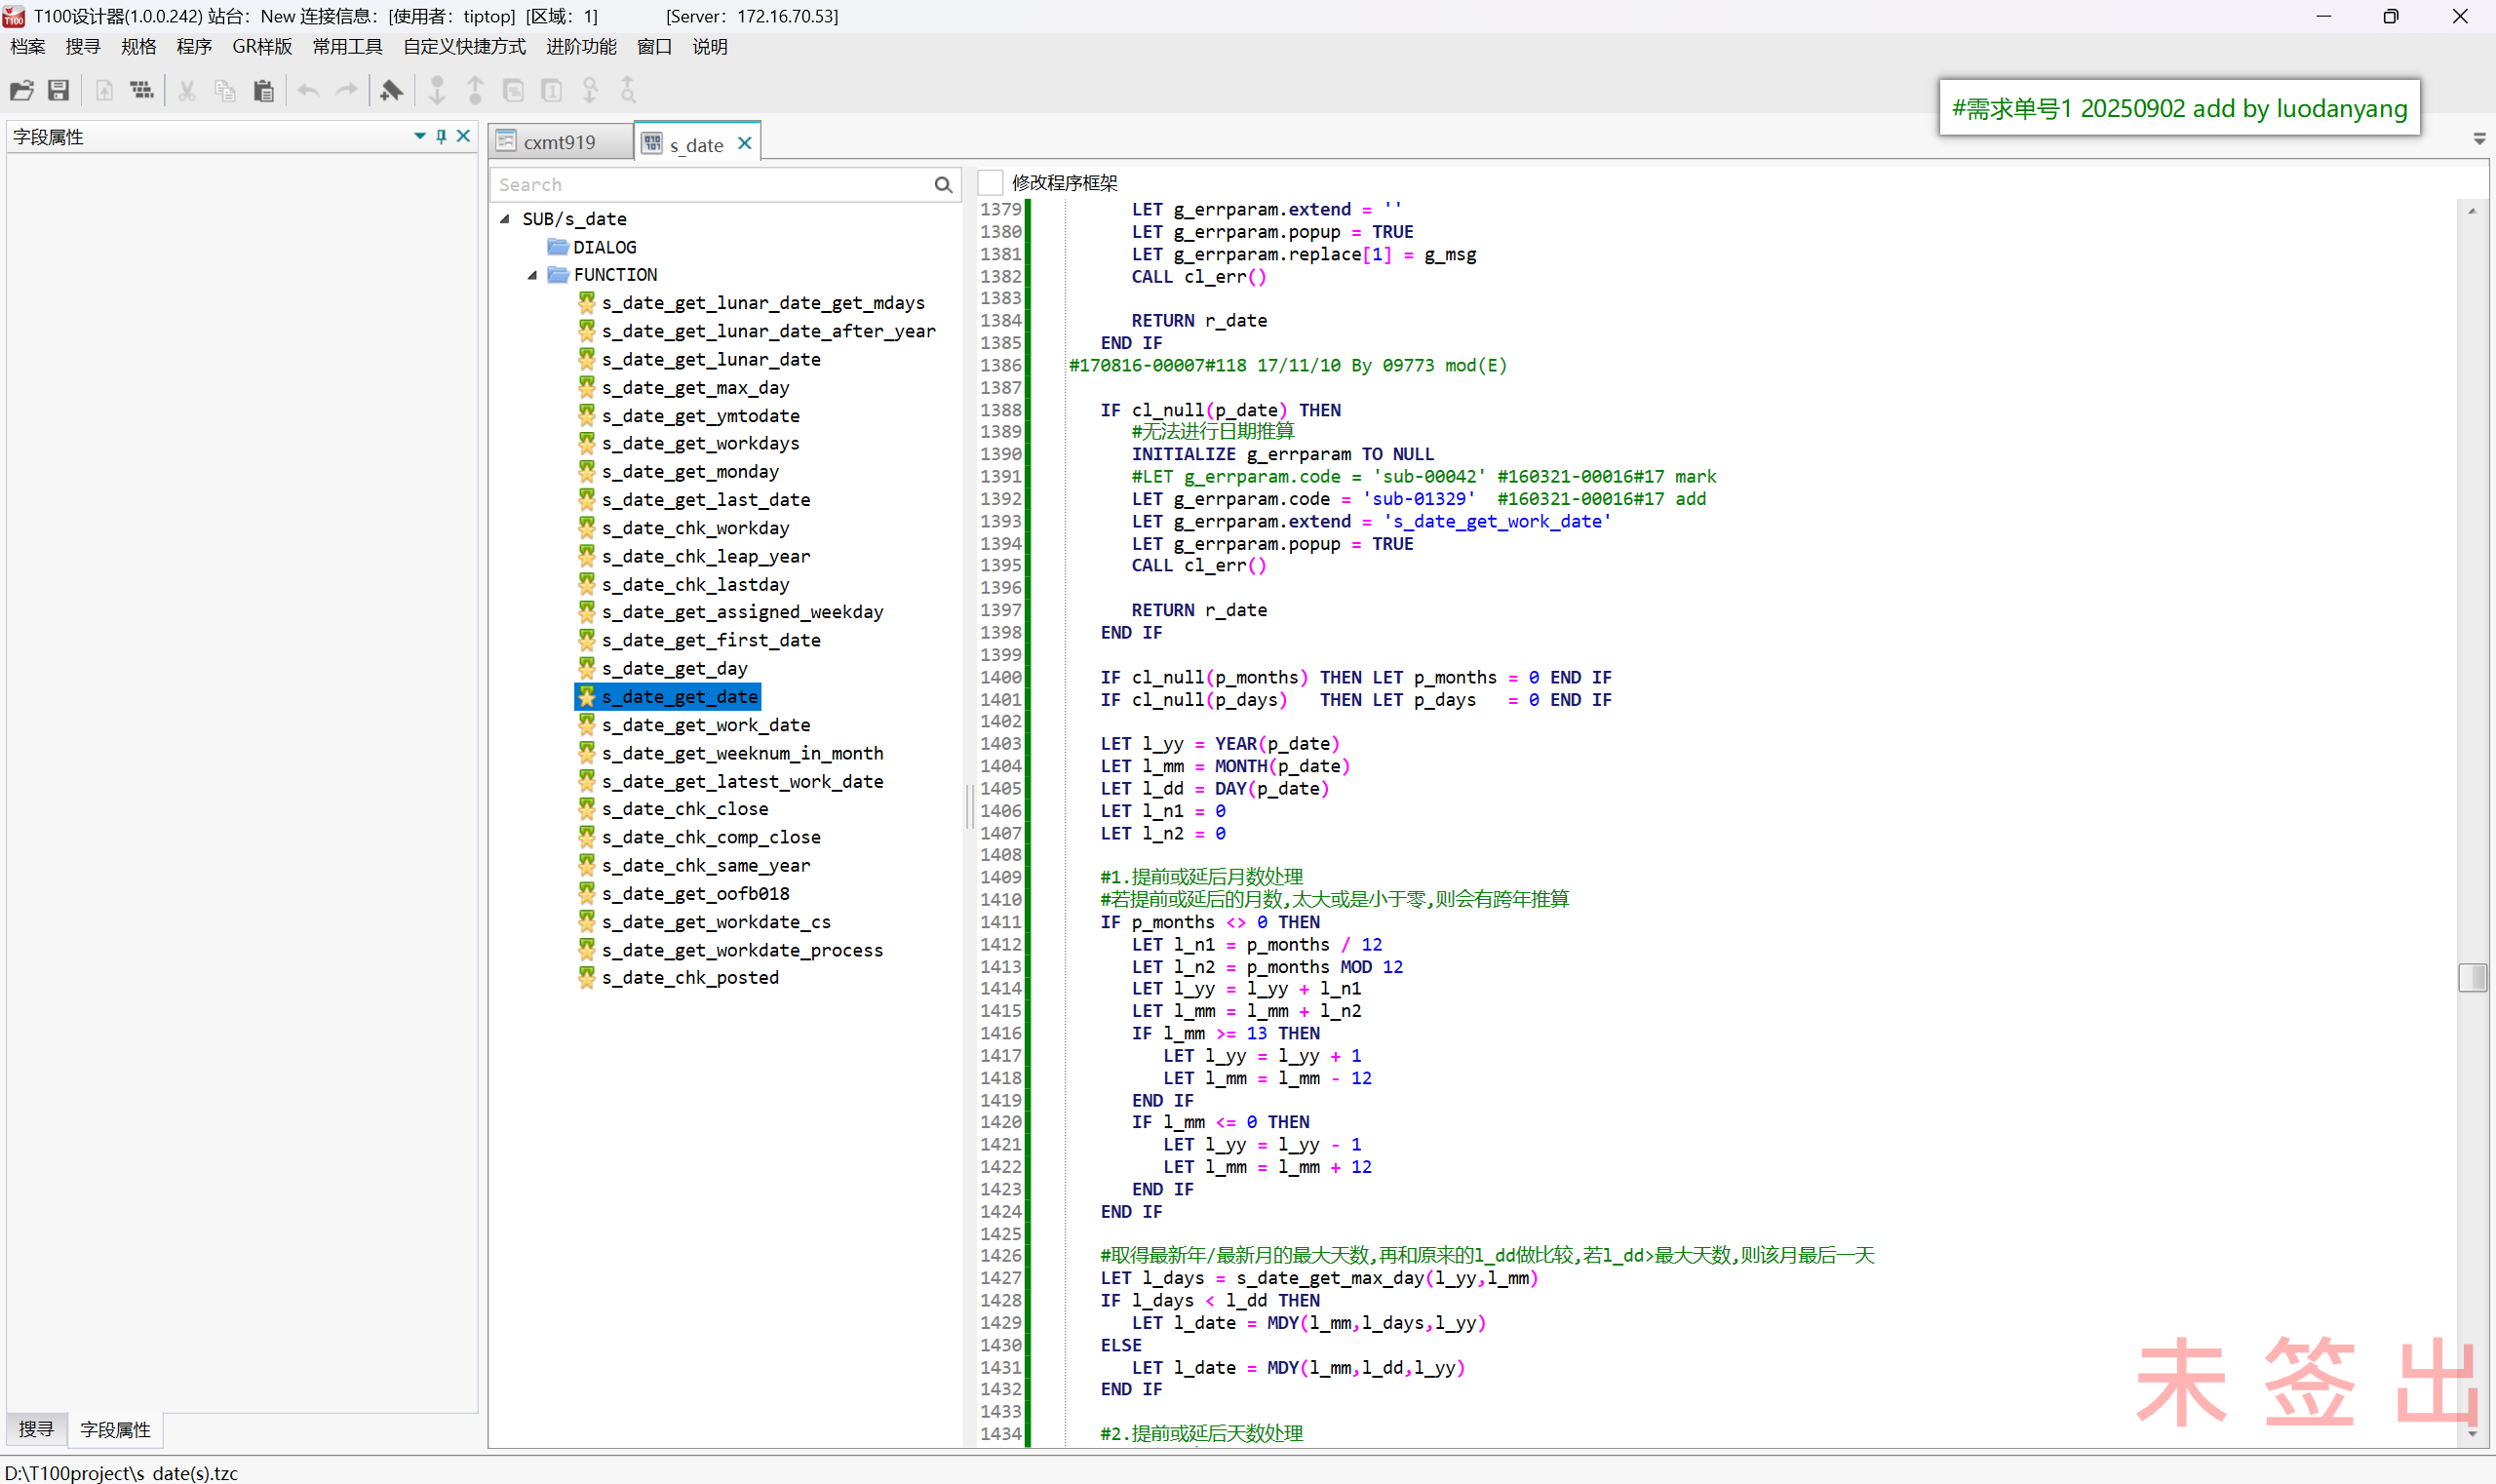 T100设计器(1.0.0.242) 站台：New 连接信息：[使用者：tiptop] [区域：1] [Server：172.16.70.53]
档案 搜寻 规格 程序 GR样版 常用工具 自定义快捷方式 进阶功能 窗口 说明
#需求单号1 20250902 add by luodanyang
字段属性
cxmt919
s_date
Search
SUB/s_date
DIALOG
FUNCTION
s_date_get_lunar_date_get_mdays
s_date_get_lunar_date_after_year
s_date_get_lunar_date
s_date_get_max_day
s_date_get_ymtodate
s_date_get_workdays
s_date_get_monday
s_date_get_last_date
s_date_chk_workday
s_date_chk_leap_year
s_date_chk_lastday
s_date_get_assigned_weekday
s_date_get_first_date
s_date_get_day
s_date_get_date
s_date_get_work_date
s_date_get_weeknum_in_month
s_date_get_latest_work_date
s_date_chk_close
s_date_chk_comp_close
s_date_chk_same_year
s_date_get_oofb018
s_date_get_workdate_cs
s_date_get_workdate_process
s_date_chk_posted
修改程序框架
1379 LET g_errparam.extend = ''
1380 LET g_errparam.popup = TRUE
1381 LET g_errparam.replace[1] = g_msg
1382 CALL cl_err()
1383
1384 RETURN r_date
1385 END IF
1386 #170816-00007#118 17/11/10 By 09773 mod(E)
1387
1388 IF cl_null(p_date) THEN
1389 #无法进行日期推算
1390 INITIALIZE g_errparam TO NULL
1391 #LET g_errparam.code = 'sub-00042' #160321-00016#17 mark
1392 LET g_errparam.code = 'sub-01329' #160321-00016#17 add
1393 LET g_errparam.extend = 's_date_get_work_date'
1394 LET g_errparam.popup = TRUE
1395 CALL cl_err()
1396
1397 RETURN r_date
1398 END IF
1399
1400 IF cl_null(p_months) THEN LET p_months = 0 END IF
1401 IF cl_null(p_days) THEN LET p_days = 0 END IF
1402
1403 LET l_yy = YEAR(p_date)
1404 LET l_mm = MONTH(p_date)
1405 LET l_dd = DAY(p_date)
1406 LET l_n1 = 0
1407 LET l_n2 = 0
1408
1409 #1.提前或延后月数处理
1410 #若提前或延后的月数,太大或是小于零,则会有跨年推算
1411 IF p_months <> 0 THEN
1412 LET l_n1 = p_months / 12
1413 LET l_n2 = p_months MOD 12
1414 LET l_yy = l_yy + l_n1
1415 LET l_mm = l_mm + l_n2
1416 IF l_mm >= 13 THEN
1417 LET l_yy = l_yy + 1
1418 LET l_mm = l_mm - 12
1419 END IF
1420 IF l_mm <= 0 THEN
1421 LET l_yy = l_yy - 1
1422 LET l_mm = l_mm + 12
1423 END IF
1424 END IF
1425
1426 #取得最新年/最新月的最大天数,再和原来的l_dd做比较,若l_dd>最大天数,则该月最后一天
1427 LET l_days = s_date_get_max_day(l_yy,l_mm)
1428 IF l_days < l_dd THEN
1429 LET l_date = MDY(l_mm,l_days,l_yy)
1430 ELSE
1431 LET l_date = MDY(l_mm,l_dd,l_yy)
1432 END IF
1433
1434 #2.提前或延后天数处理
未签出
搜寻 字段属性
D:\T100project\s_date(s).tzc